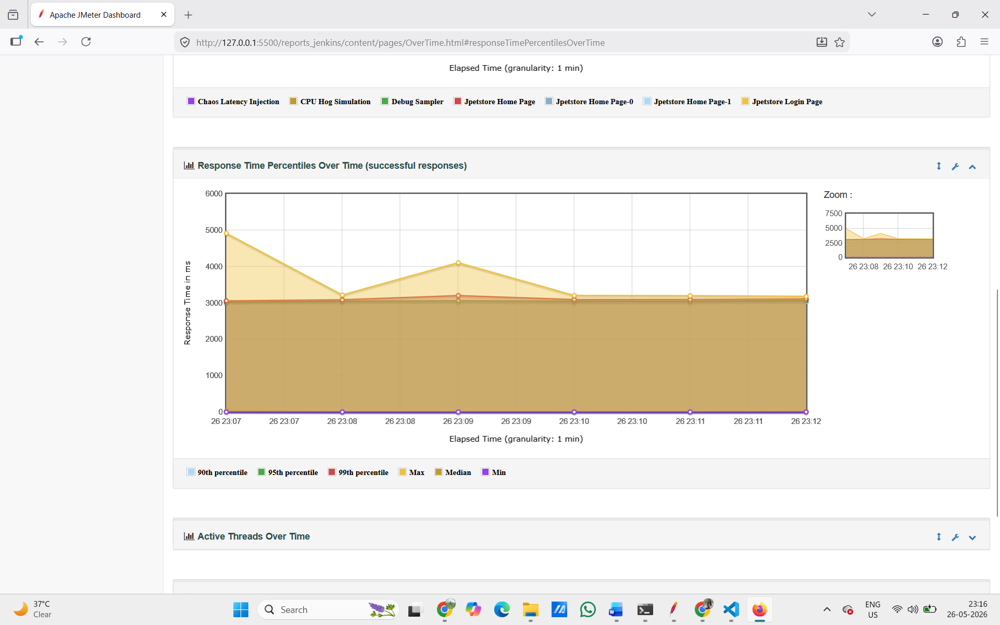 Apache JMeter Dashboard
http://127.0.0.1:5500/reports_jenkins/content/pages/OverTime.html#responseTimePercentilesOverTime
Elapsed Time (granularity: 1 min)
Chaos Latency Injection CPU Hog Simulation Debug Sampler Jpetstore Home Page Jpetstore Home Page-0 Jpetstore Home Page-1 Jpetstore Login Page
Response Time Percentiles Over Time (successful responses)
Response Time in ms
6000
5000
4000
3000
2000
1000
0
26 23:07 26 23:07 26 23:08 26 23:08 26 23:09 26 23:09 26 23:10 26 23:10 26 23:11 26 23:11 26 23:12
Elapsed Time (granularity: 1 min)
Zoom :
7500
5000
2500
0
26 23:08 26 23:10 26 23:12
90th percentile 95th percentile 99th percentile Max Median Min
Active Threads Over Time
37°C
Clear
Search
ENG
US
23:16
26-05-2026